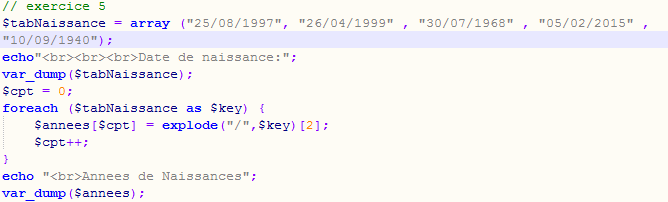 // exercice 5
$tabNaissance = array ("25/08/1997", "26/04/1999" , "30/07/1968" , "05/02/2015" ,
"10/09/1940");
echo"<br><br><br>Date de naissance:";
var_dump($tabNaissance);
$cpt = 0;
foreach ($tabNaissance as $key) {
    $annees[$cpt] = explode("/",$key)[2];
    $cpt++;
}
echo "<br>Annees de Naissances";
var_dump($annees);